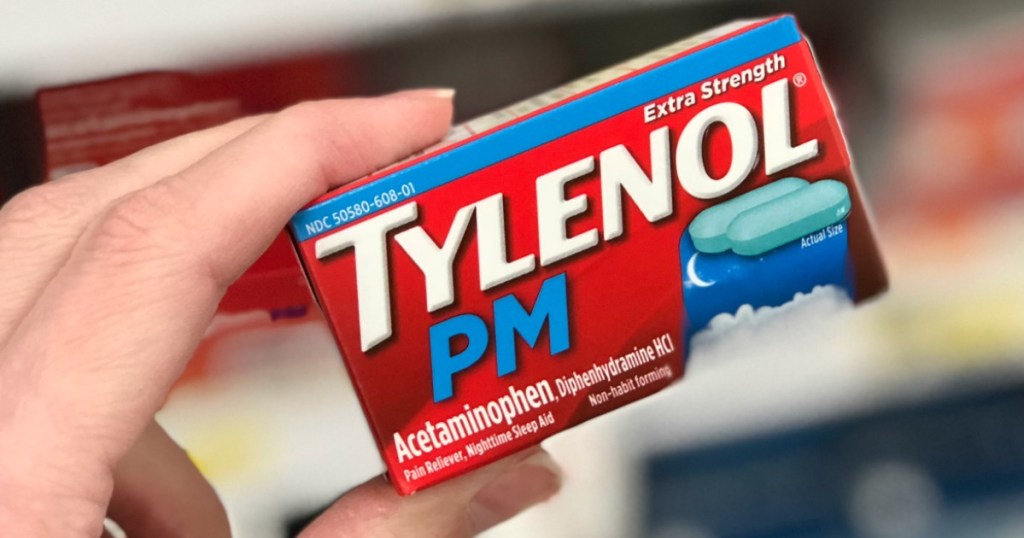 NDC 50580-608-01
Extra Strength
TYLENOL®
PM
Actual Size
Acetaminophen, Diphenhydramine HCl
Pain Reliever, Nighttime Sleep Aid
Non-habit forming